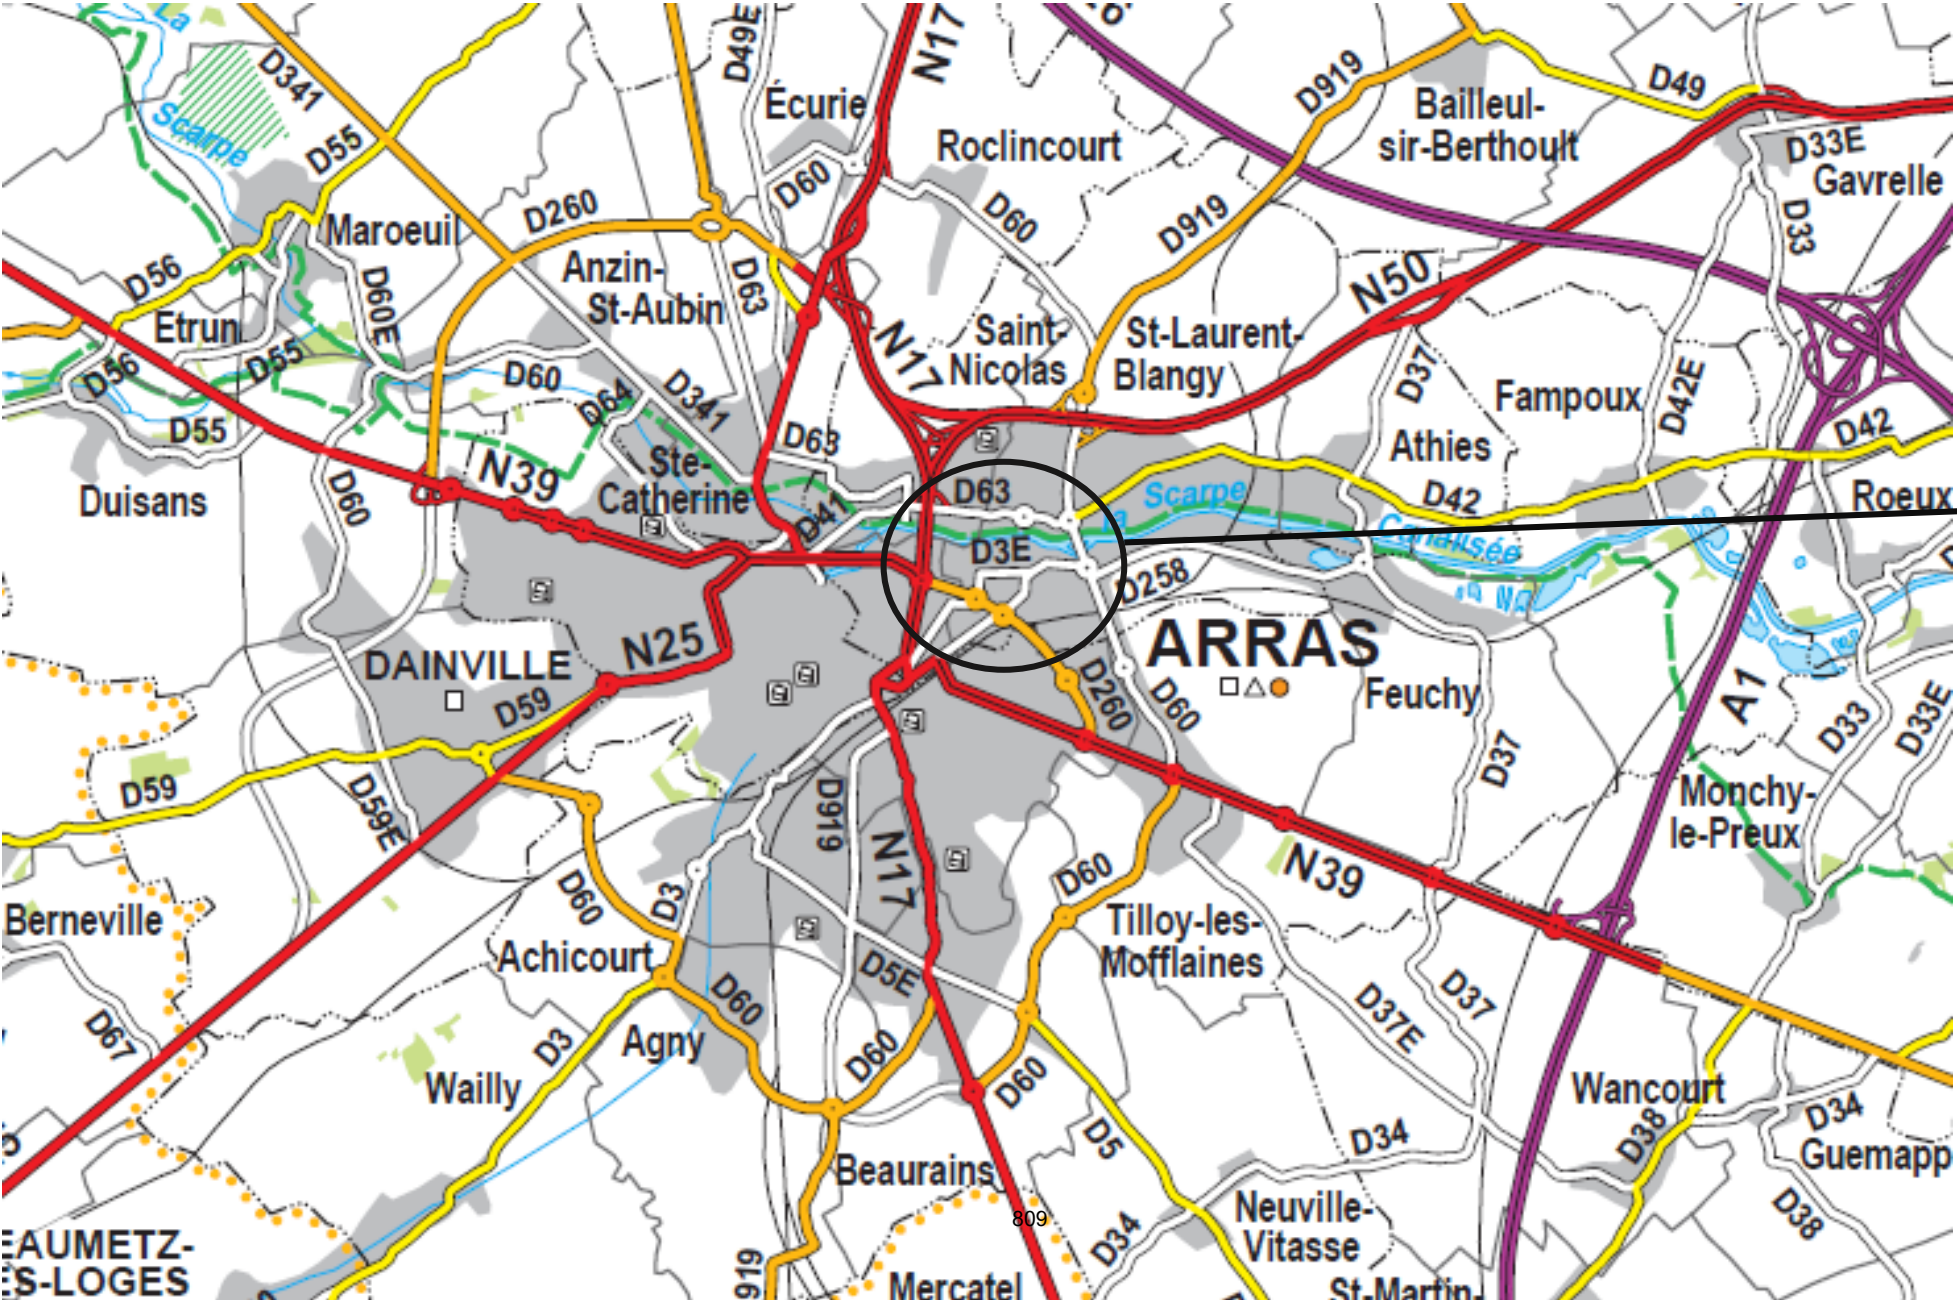 La
D49E
N17
D341
Écurie
D919
Bailleul-
sir-Berthoult
D49
Scarpe
D55
Roclincourt
D33E
Gavrelle
D60
D260
D60
D919
D33
Maroeuil
Anzin-
St-Aubin
D63
N50
D56
D60E
Etrun
N17
Saint-
Nicolas
St-Laurent-
Blangy
D55
D56
D60
D64
D341
D37
Fampoux
D42E
D55
D63
Athies
D42
N39
Ste-
Catherine
Duisans
D60
D63
la Scarpe
D42
Roeux
D41
D3E
Canalisée
D258
ARRAS
N25
DAINVILLE
D59
D260
D60
Feuchy
A1
D33
D33E
D37
D59
D59E
D919
N17
Monchy-
le-Preux
N39
D60
D60
D3
Berneville
Achicourt
Tilloy-les-
Mofflaines
D5E
D60
D37
D37E
D67
D3
Agny
D60
D60
Wailly
Wancourt
D5
D34
D38
D34
Guemapp
Beaurains
809
Neuville-
Vitasse
D34
D38
EAUMETZ-
ES-LOGES
919
Mercatel
St-Martin-